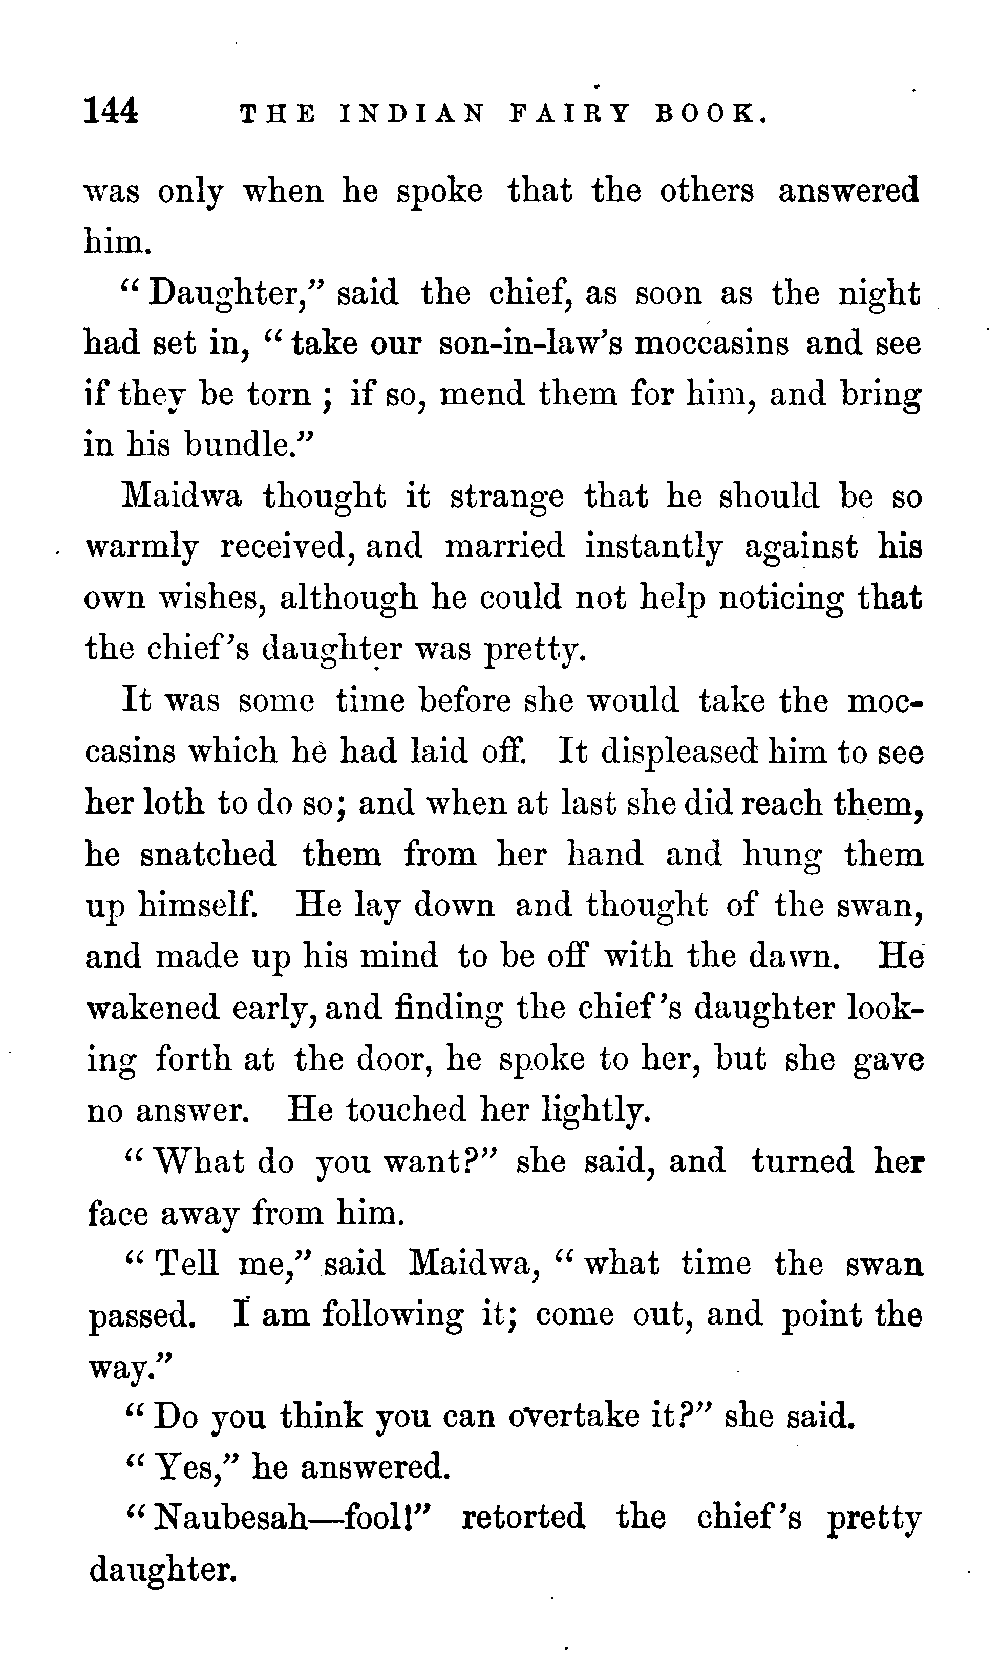 144 THE INDIAN FAIRY BOOK.
was only when he spoke that the others answered
him.
“Daughter,” said the chief, as soon as the night
had set in, “take our son-in-law’s moccasins and see
if they be torn; if so, mend them for him, and bring
in his bundle.”
Maidwa thought it strange that he should be so
warmly received, and married instantly against his
own wishes, although he could not help noticing that
the chief’s daughter was pretty.
It was some time before she would take the moc-
casins which he had laid off. It displeased him to see
her loth to do so; and when at last she did reach them,
he snatched them from her hand and hung them
up himself. He lay down and thought of the swan,
and made up his mind to be off with the dawn. He
wakened early, and finding the chief’s daughter look-
ing forth at the door, he spoke to her, but she gave
no answer. He touched her lightly.
“What do you want?” she said, and turned her
face away from him.
“Tell me,” said Maidwa, “what time the swan
passed. I am following it; come out, and point the
way.”
“Do you think you can overtake it?” she said.
“Yes,” he answered.
“Naubesah—fool!” retorted the chief’s pretty
daughter.